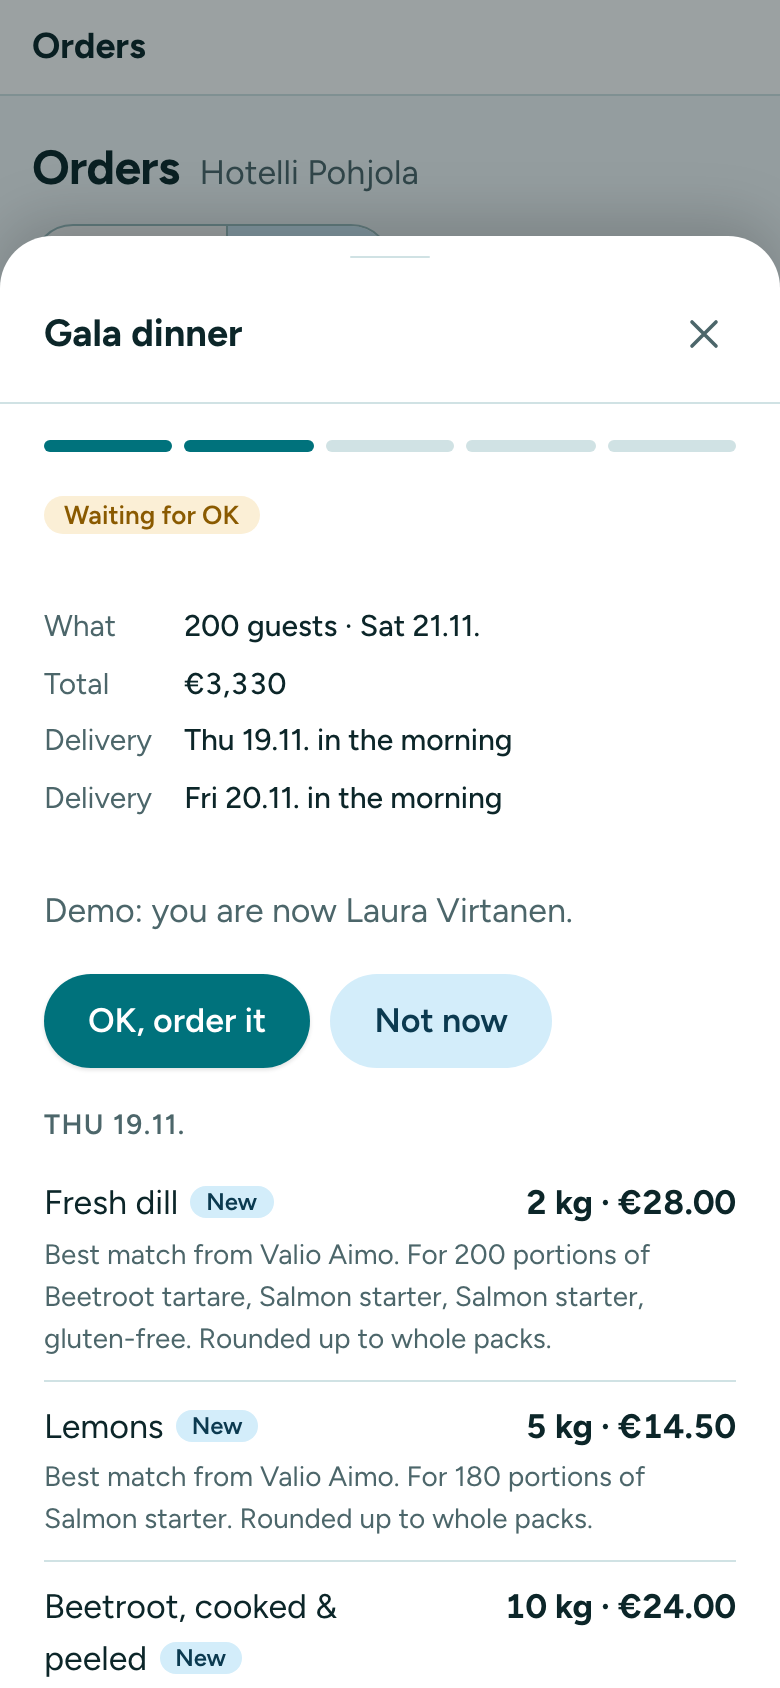 Orders
Orders Hotelli Pohjola
Gala dinner
Waiting for OK
What 200 guests · Sat 21.11.
Total €3,330
Delivery Thu 19.11. in the morning
Delivery Fri 20.11. in the morning
Demo: you are now Laura Virtanen.
OK, order it Not now
THU 19.11.
Fresh dill New 2 kg · €28.00
Best match from Valio Aimo. For 200 portions of
Beetroot tartare, Salmon starter, Salmon starter,
gluten-free. Rounded up to whole packs.
Lemons New 5 kg · €14.50
Best match from Valio Aimo. For 180 portions of
Salmon starter. Rounded up to whole packs.
Beetroot, cooked & 10 kg · €24.00
peeled New